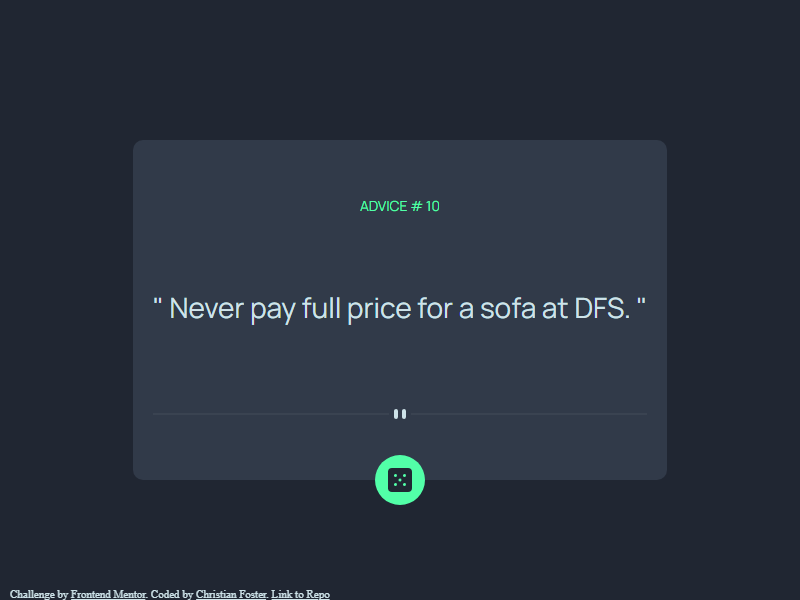 ADVICE # 10
" Never pay full price for a sofa at DFS. "
Challenge by Frontend Mentor. Coded by Christian Foster. Link to Repo